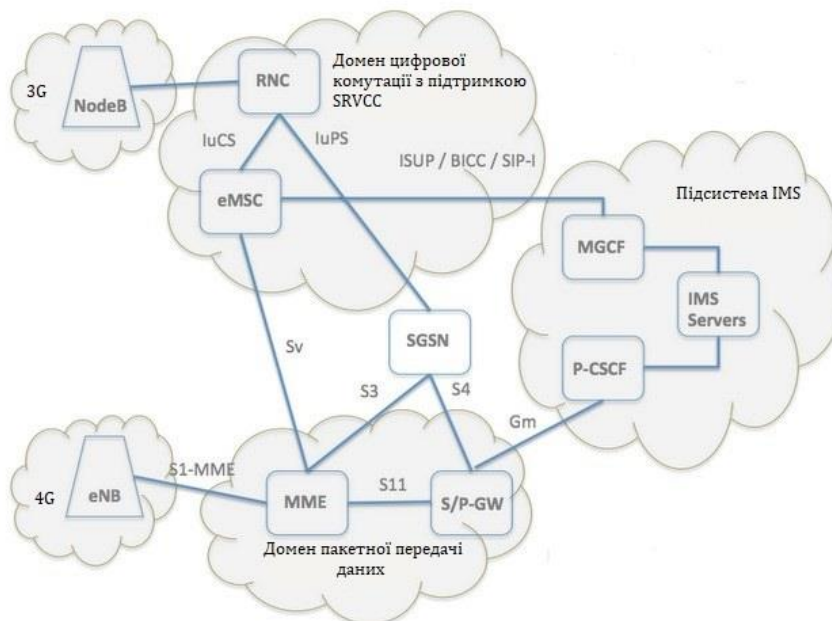 3G
NodeB
RNC
Домен цифрової
комутації з підтримкою
SRVCC
IuCS
IuPS
ISUP / BICC / SIP-I
eMSC
Підсистема IMS
MGCF
IMS
Servers
P-CSCF
SGSN
Sv
S3
S4
Gm
4G
eNB
S1-MME
MME
S11
S/P-GW
Домен пакетної передачі
даних